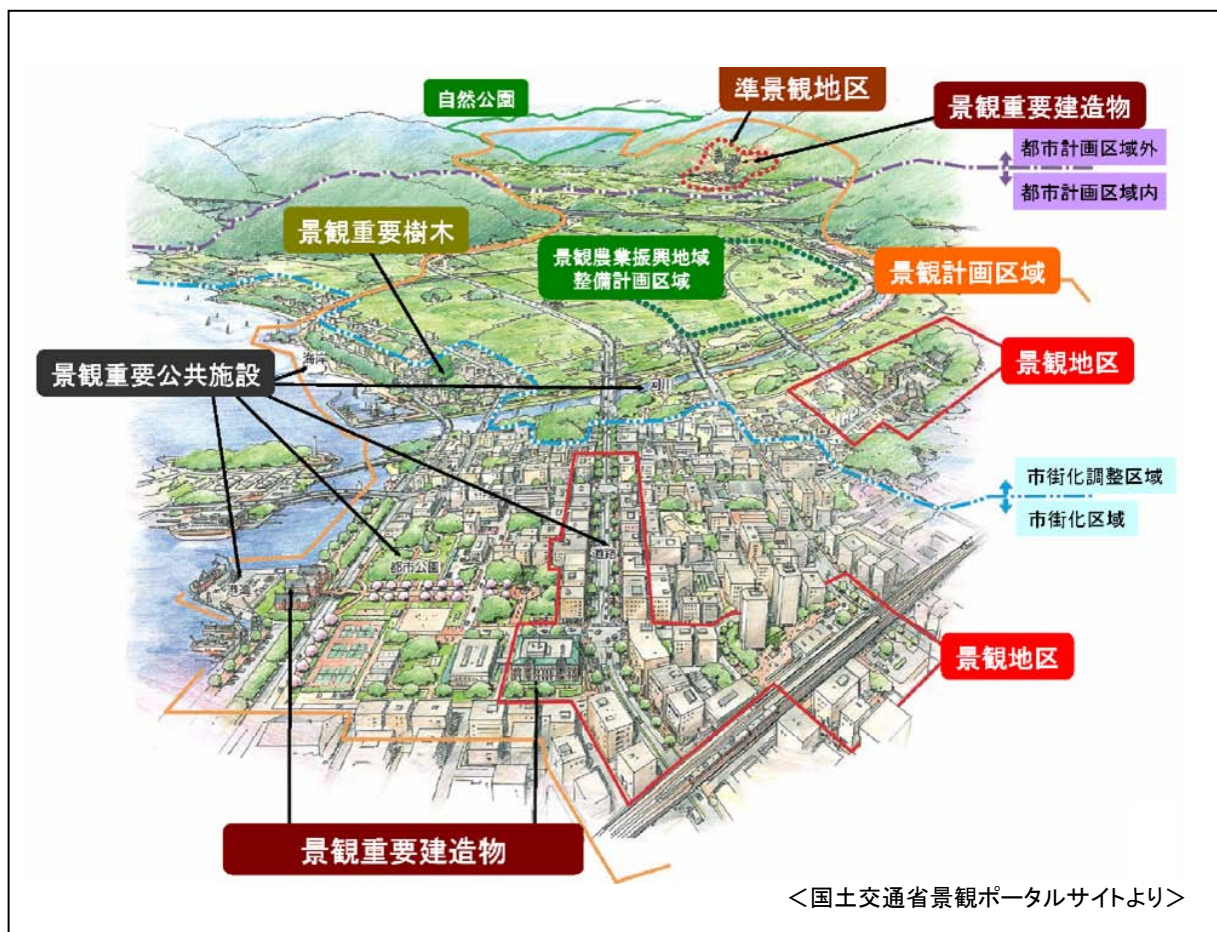 自然公園
準景観地区
景観重要建造物
都市計画区域外
都市計画区域内
景観重要樹木
景観農業振興地域
整備計画区域
景観計画区域
景観重要公共施設
海岸
河川
景観地区
市街化調整区域
市街化区域
道路
都市公園
港湾
景観地区
景観重要建造物
＜国土交通省景観ポータルサイトより＞